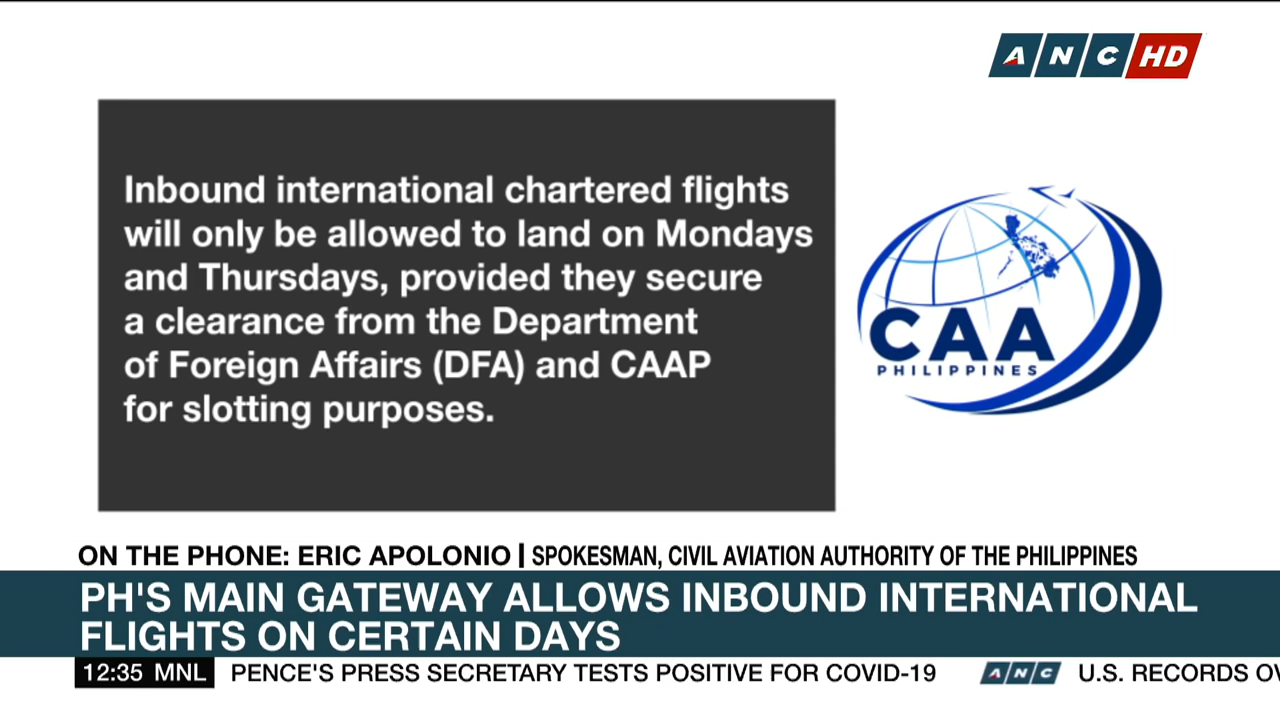 ANC HD
Inbound international chartered flights
will only be allowed to land on Mondays
and Thursdays, provided they secure
a clearance from the Department
of Foreign Affairs (DFA) and CAAP
for slotting purposes.
CAA
PHILIPPINES
ON THE PHONE: ERIC APOLONIO | SPOKESMAN, CIVIL AVIATION AUTHORITY OF THE PHILIPPINES
PH'S MAIN GATEWAY ALLOWS INBOUND INTERNATIONAL
FLIGHTS ON CERTAIN DAYS
12:35 MNL PENCE'S PRESS SECRETARY TESTS POSITIVE FOR COVID-19 ANC U.S. RECORDS